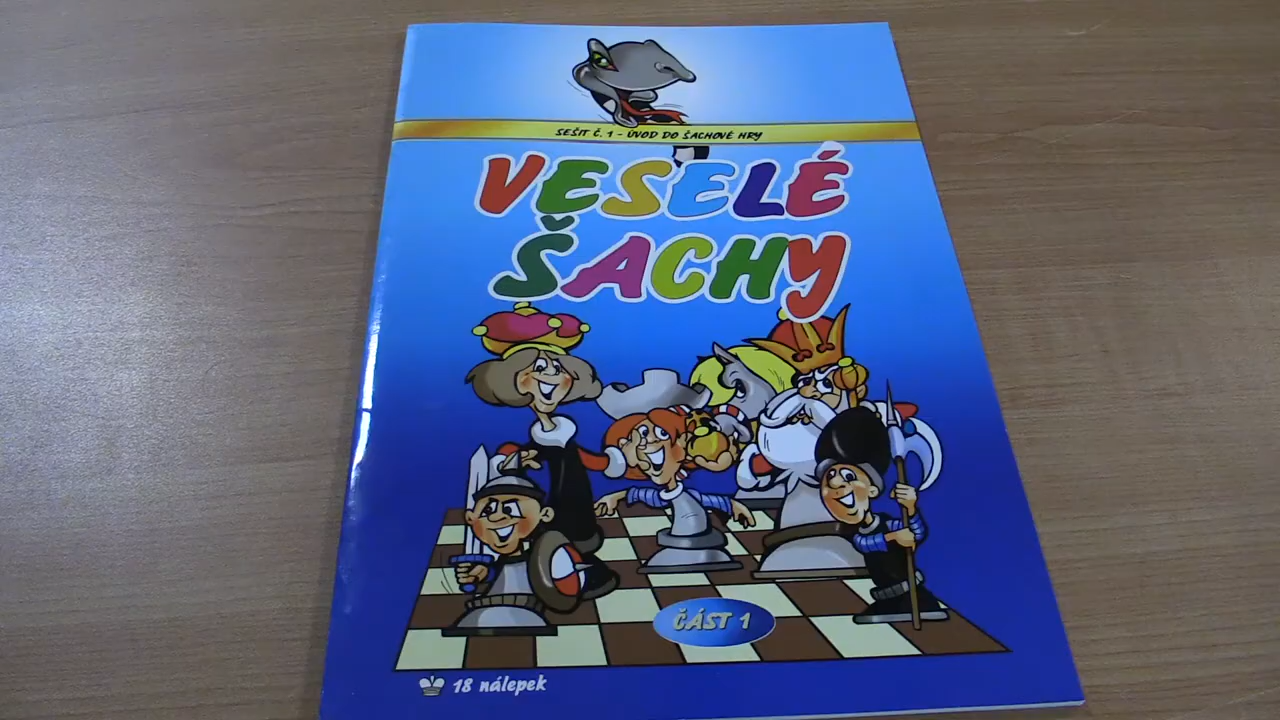 SEŠIT Č. 1 - ÚVOD DO ŠACHOVÉ HRY
VESELÉ
ŠACHY
ČÁST 1
18 nálepek